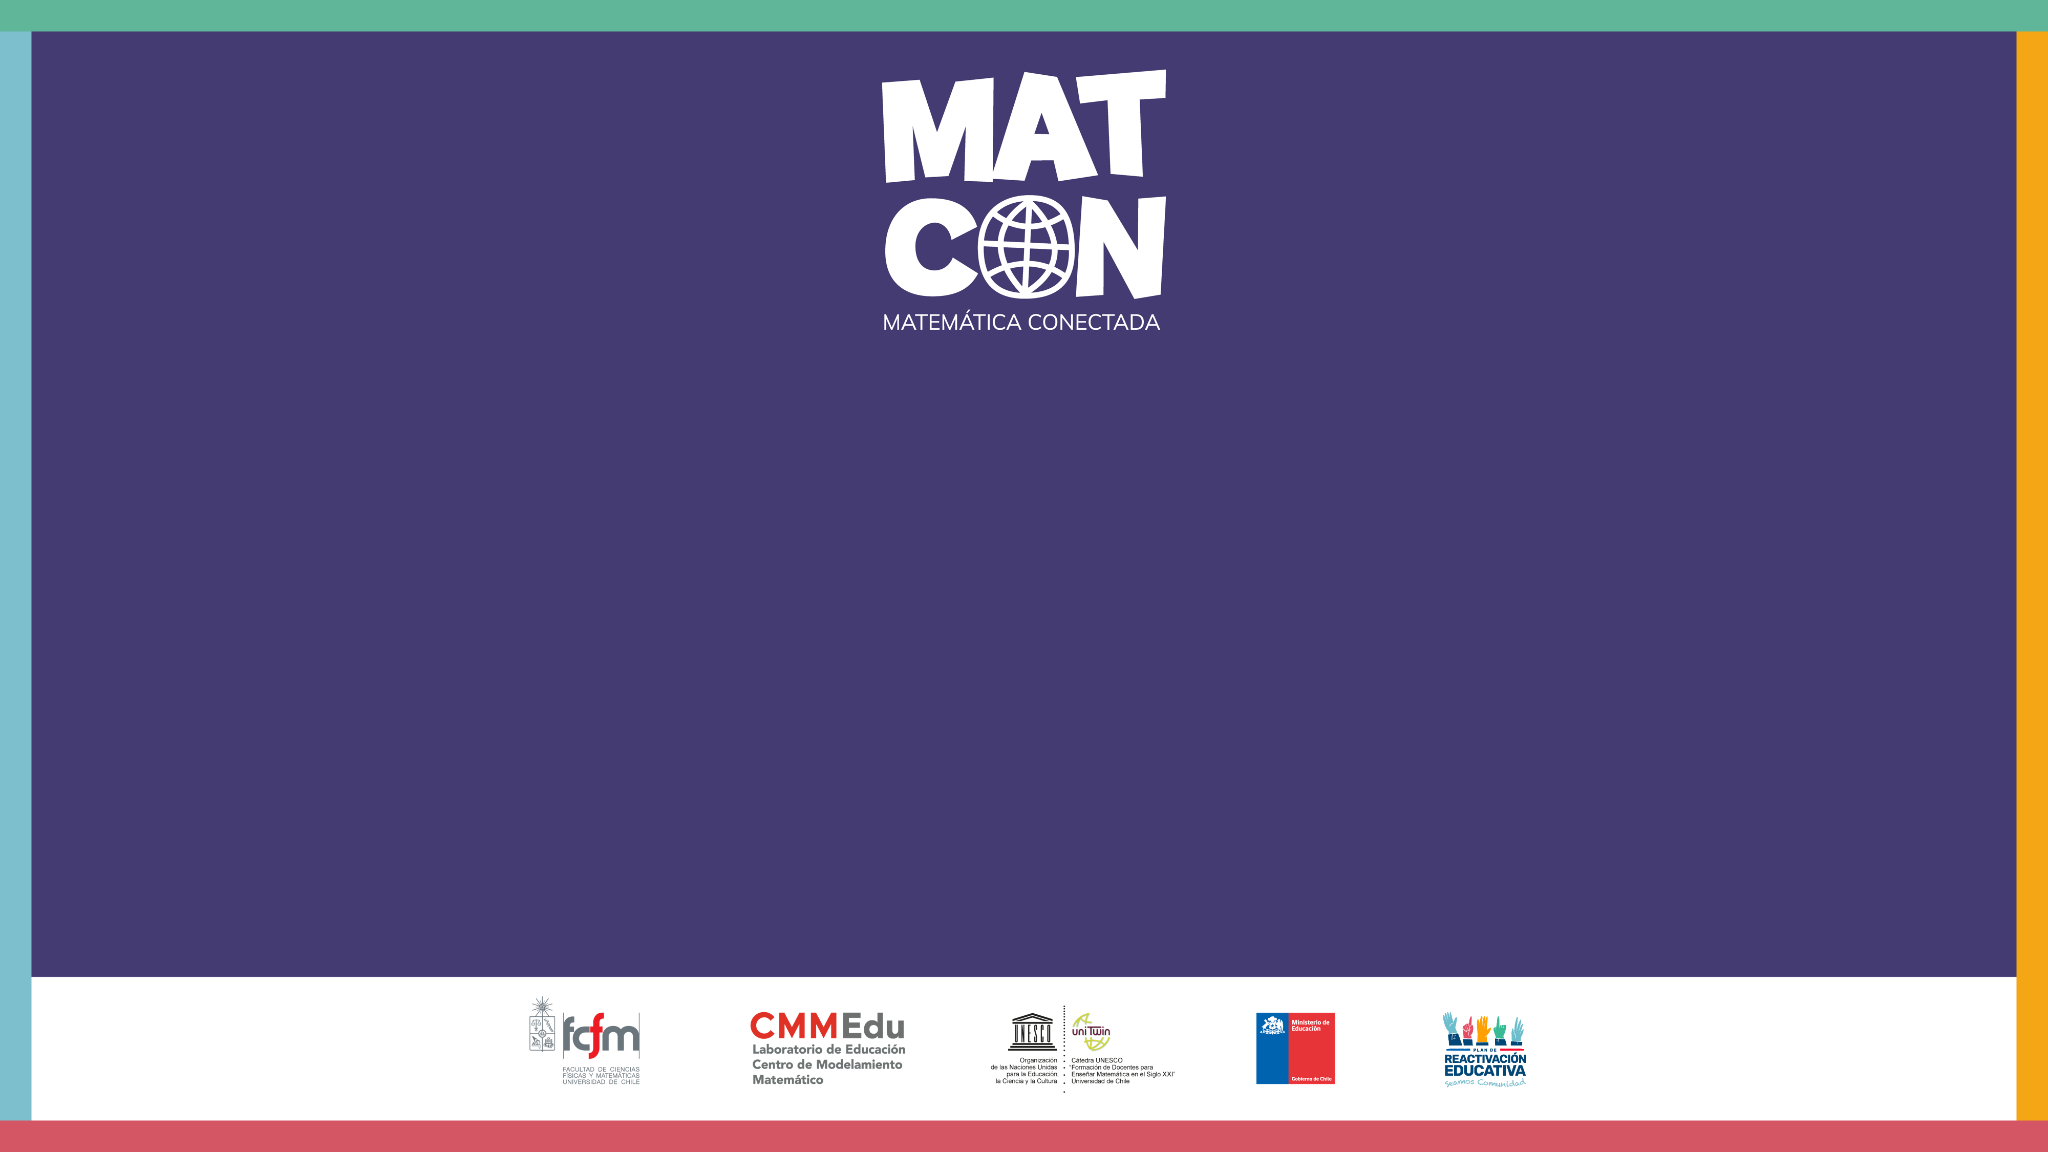 MAT
CON
MATEMÁTICA CONECTADA
fcfm
FACULTAD DE CIENCIAS
FÍSICAS Y MATEMÁTICAS
UNIVERSIDAD DE CHILE
CMMEdu
Laboratorio de Educación
Centro de Modelamiento
Matemático
UNESCO
Organización
de las Naciones Unidas
para la Educación,
la Ciencia y la Cultura
uniTwin
Cátedra UNESCO
"Formación de Docentes para
Enseñar Matemática en el Siglo XXI"
Universidad de Chile
Ministerio de
Educación
Gobierno de Chile
PLAN DE
REACTIVACIÓN
EDUCATIVA
Seamos Comunidad